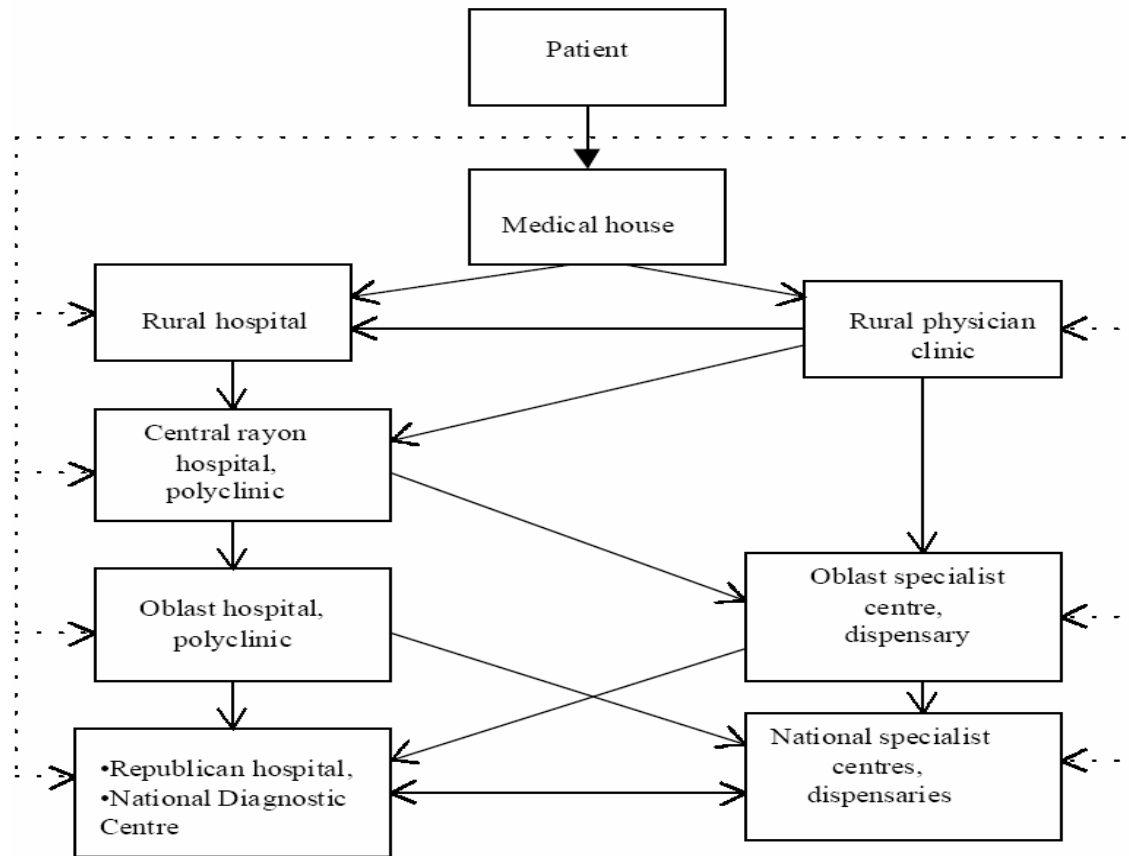 Patient
Medical house
Rural hospital
Rural physician
clinic
Central rayon
hospital,
polyclinic
Oblast hospital,
polyclinic
Oblast specialist
centre,
dispensary
•Republican hospital,
•National Diagnostic
Centre
National specialist
centres,
dispensaries